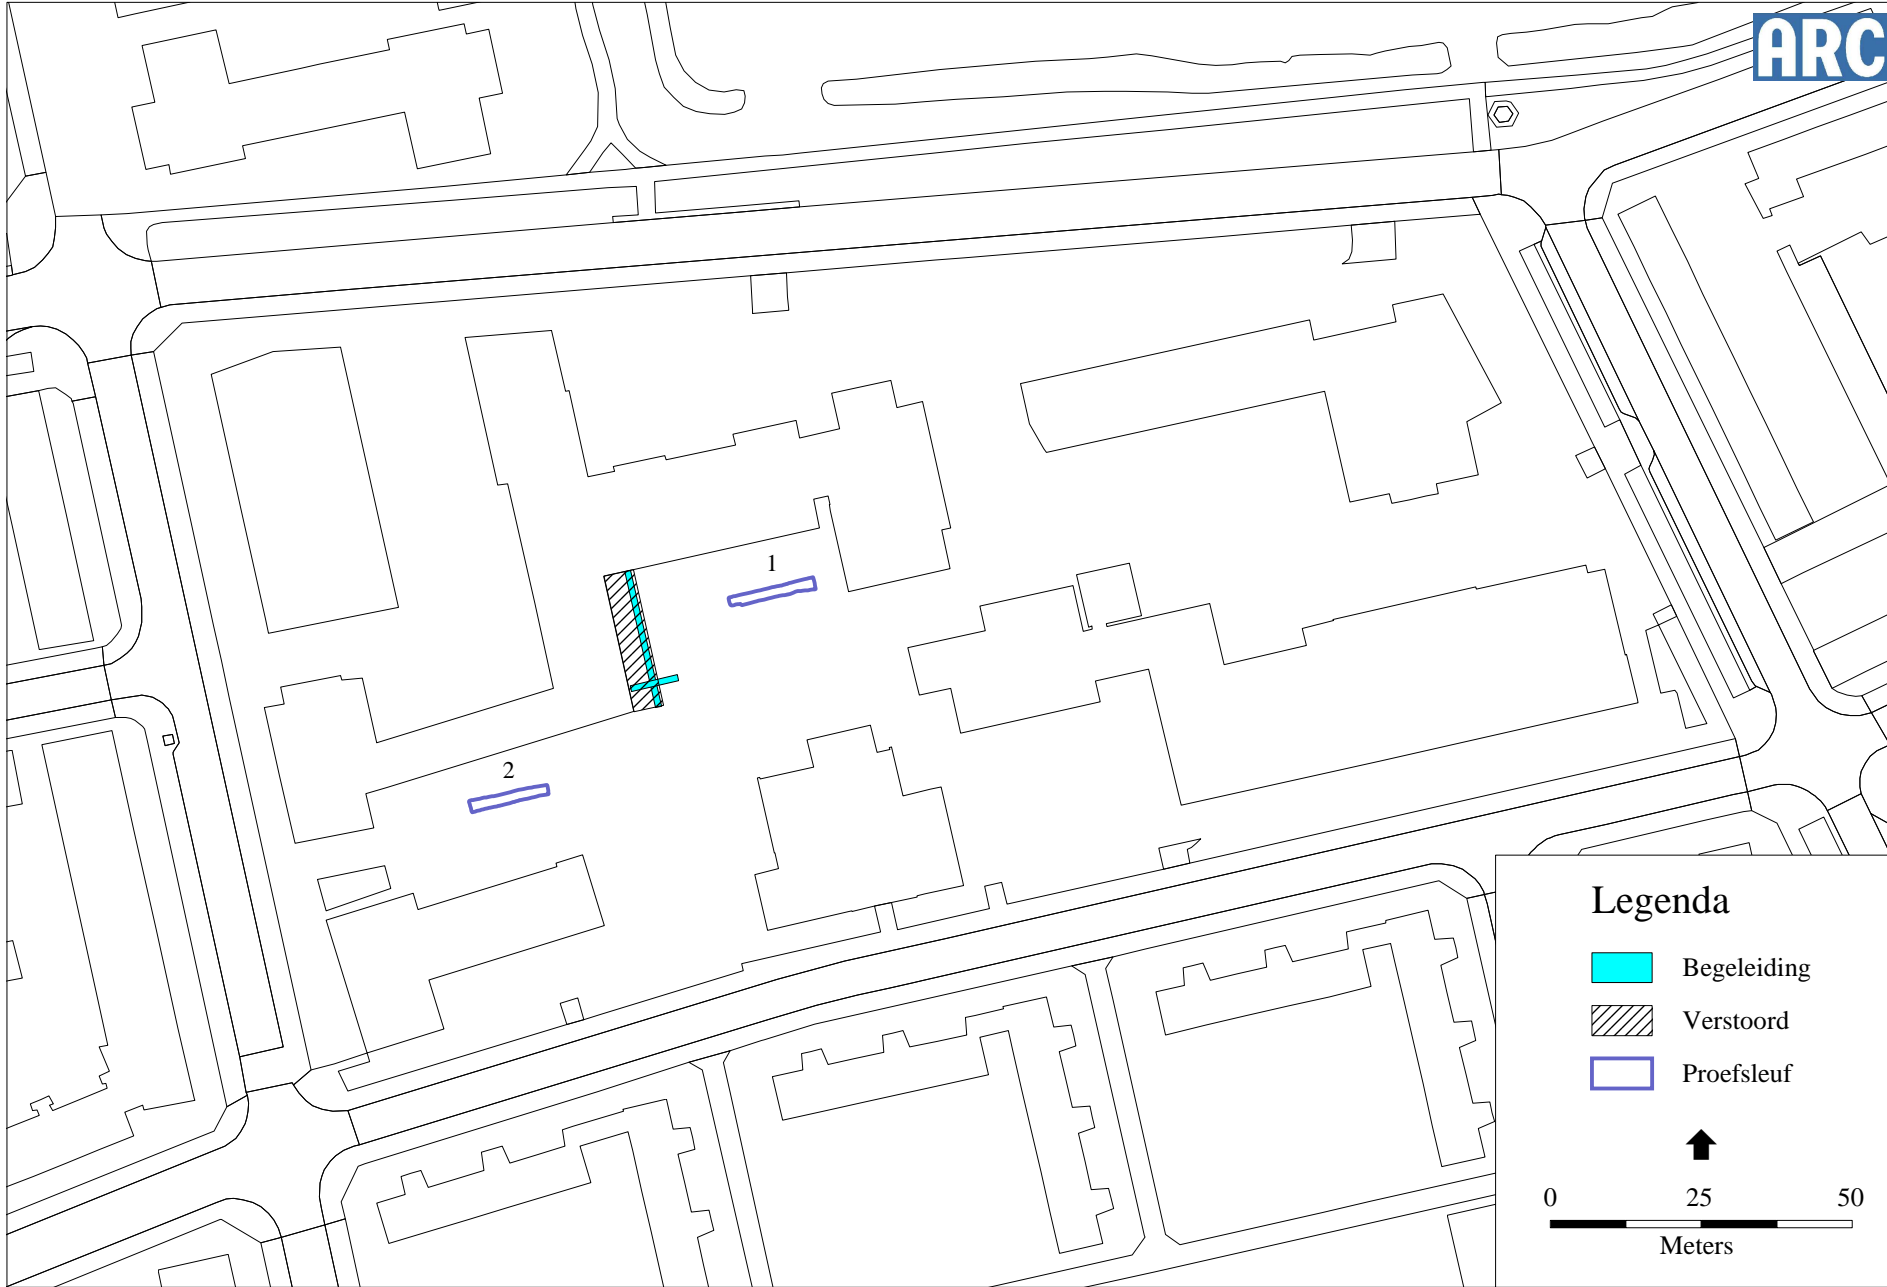 ARC
1
2
Legenda
Begeleiding
Verstoord
Proefsleuf
0 25 50
Meters